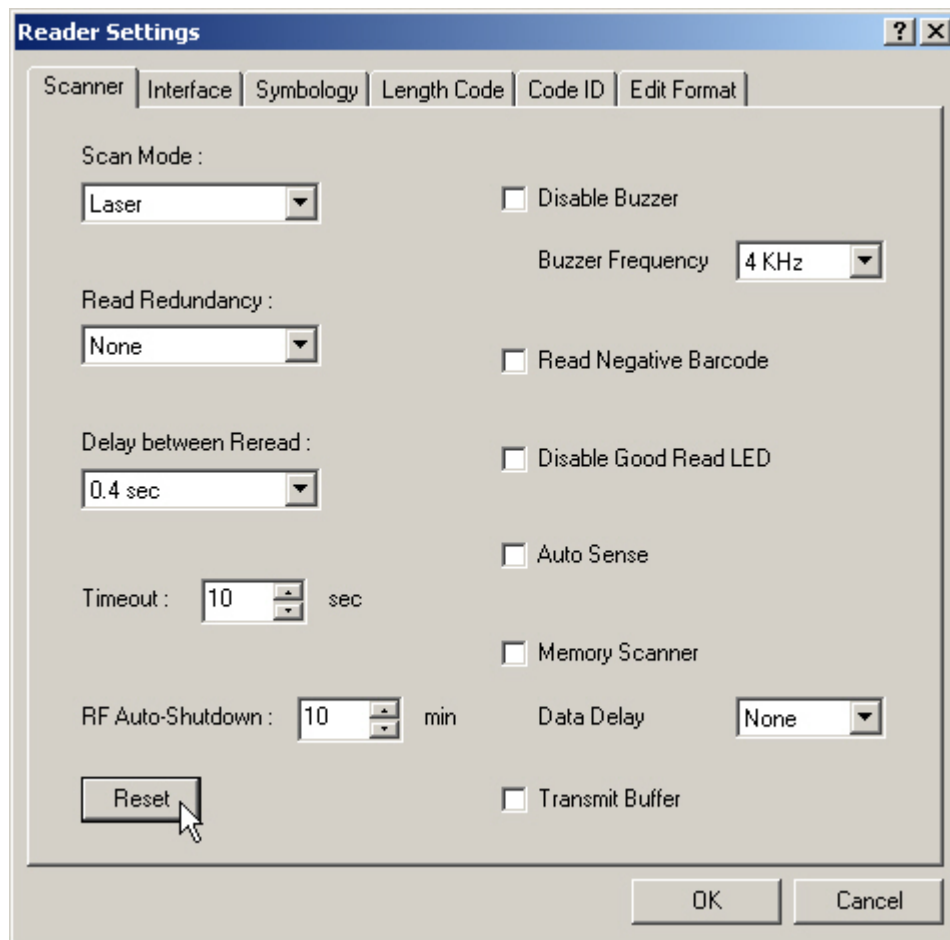 Reader Settings
Scanner Interface Symbology Length Code Code ID Edit Format
Scan Mode :
Laser
Disable Buzzer
Buzzer Frequency 4 KHz
Read Redundancy :
None
Read Negative Barcode
Delay between Reread :
0.4 sec
Disable Good Read LED
Auto Sense
Timeout : 10 sec
Memory Scanner
RF Auto-Shutdown : 10 min
Data Delay None
Reset
Transmit Buffer
OK Cancel